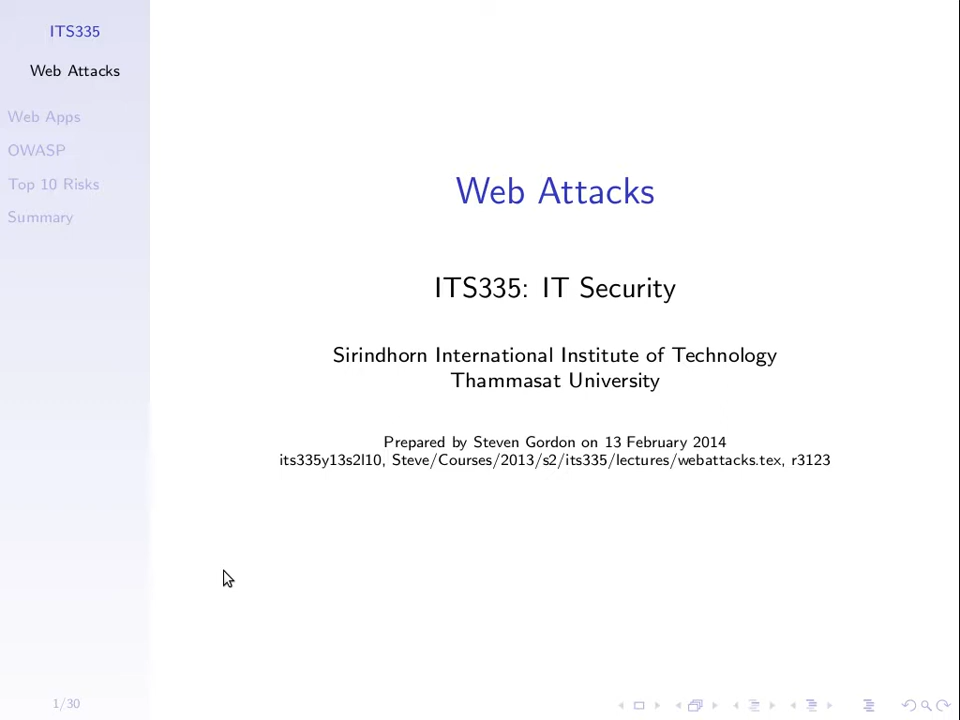 ITS335
Web Attacks
Web Apps
OWASP
Top 10 Risks
Summary
Web Attacks
ITS335: IT Security
Sirindhorn International Institute of Technology
Thammasat University
Prepared by Steven Gordon on 13 February 2014
its335y13s2l10, Steve/Courses/2013/s2/its335/lectures/webattacks.tex, r3123
1/30